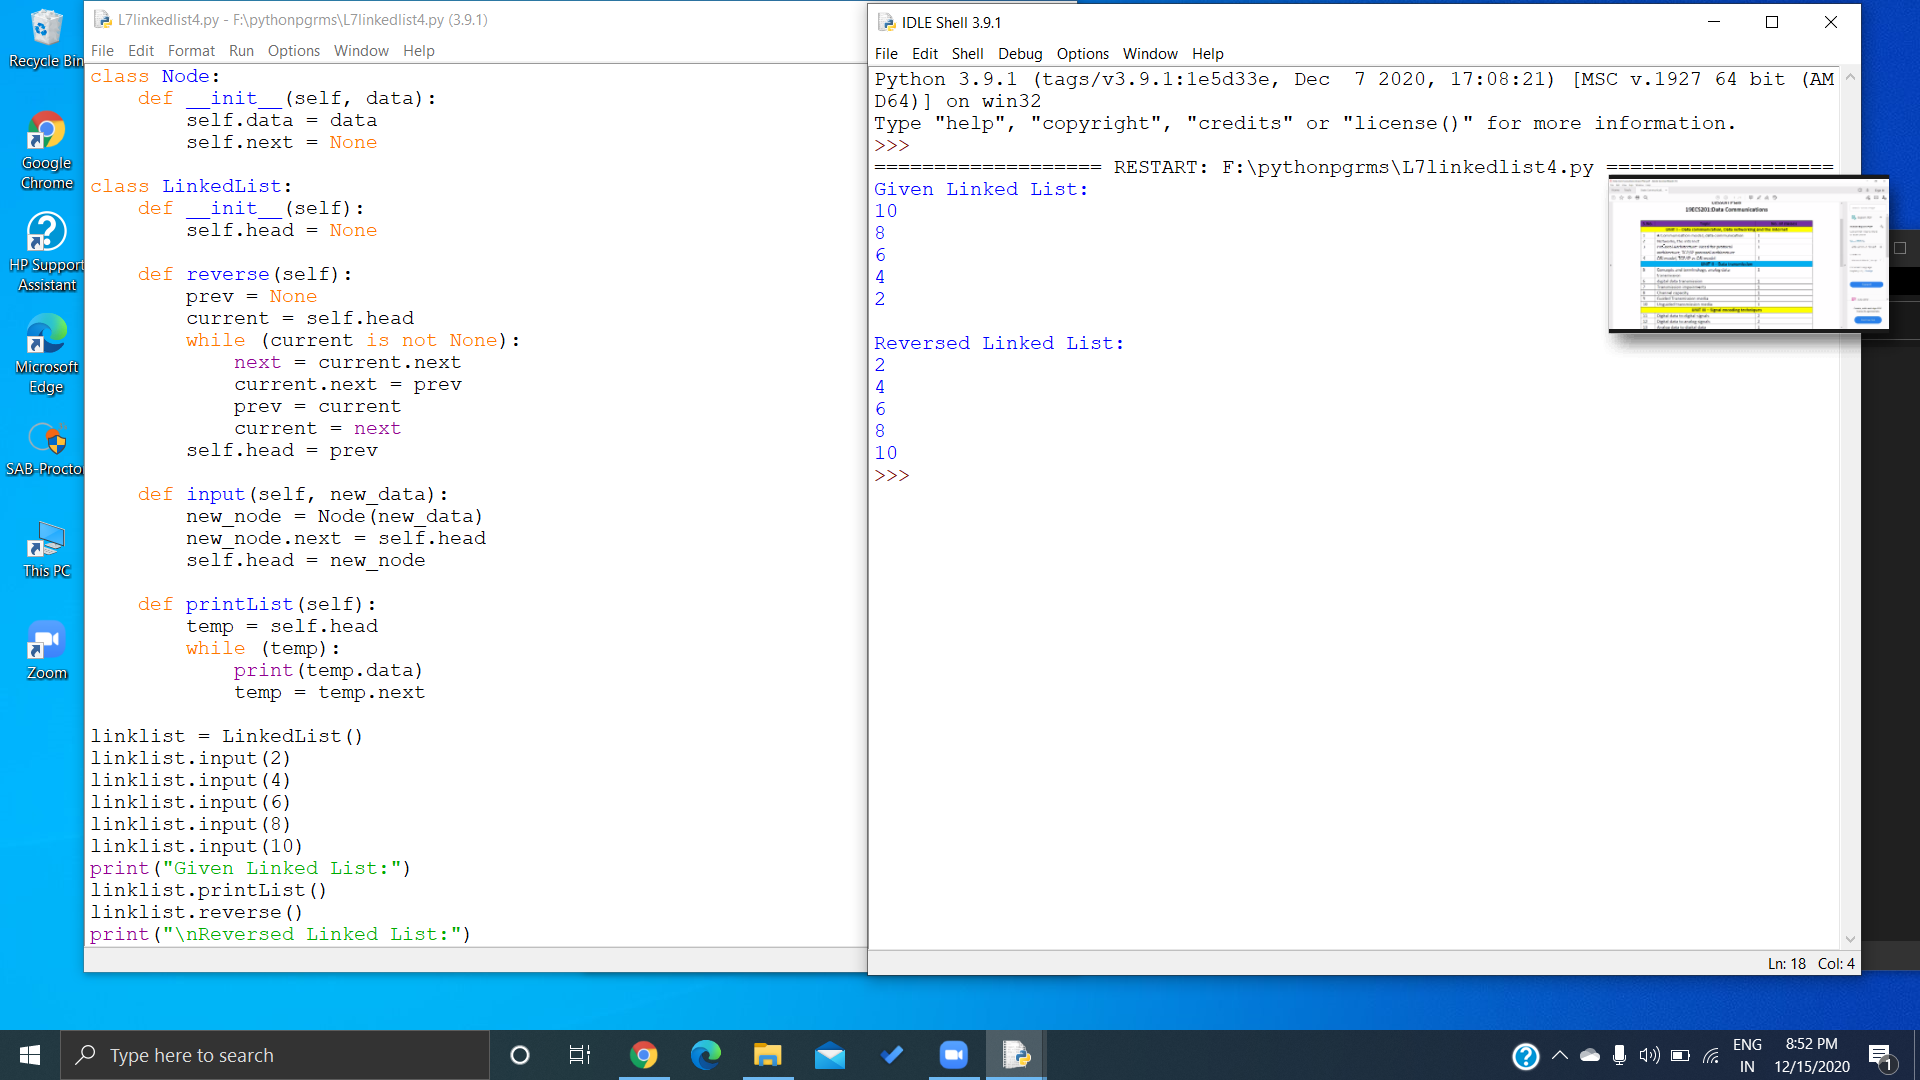 Recycle Bin
Google
Chrome
HP Support
Assistant
Microsoft
Edge
SAB-Procto
This PC
Zoom
L7linkedlist4.py - F:\pythonpgrms\L7linkedlist4.py (3.9.1)
File Edit Format Run Options Window Help
class Node:
    def __init__(self, data):
        self.data = data
        self.next = None
class LinkedList:
    def __init__(self):
        self.head = None
    def reverse(self):
        prev = None
        current = self.head
        while (current is not None):
            next = current.next
            current.next = prev
            prev = current
            current = next
        self.head = prev
    def input(self, new_data):
        new_node = Node(new_data)
        new_node.next = self.head
        self.head = new_node
    def printList(self):
        temp = self.head
        while (temp):
            print(temp.data)
            temp = temp.next
linklist = LinkedList()
linklist.input(2)
linklist.input(4)
linklist.input(6)
linklist.input(8)
linklist.input(10)
print("Given Linked List:")
linklist.printList()
linklist.reverse()
print("\nReversed Linked List:")
IDLE Shell 3.9.1
File Edit Shell Debug Options Window Help
Python 3.9.1 (tags/v3.9.1:1e5d33e, Dec  7 2020, 17:08:21) [MSC v.1927 64 bit (AM
D64)] on win32
Type "help", "copyright", "credits" or "license()" for more information.
>>>
=================== RESTART: F:\pythonpgrms\L7linkedlist4.py ===================
Given Linked List:
10
8
6
4
2
Reversed Linked List:
2
4
6
8
10
>>>
19ECS201:Data Communications
Ln: 18 Col: 4
Type here to search
ENG
IN
8:52 PM
12/15/2020
1